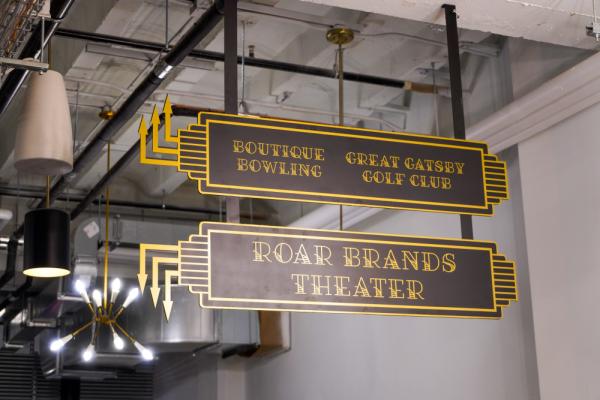 BOUTIQUE GREAT GATSBY
BOWLING GOLF CLUB
ROAR BRANDS
THEATER